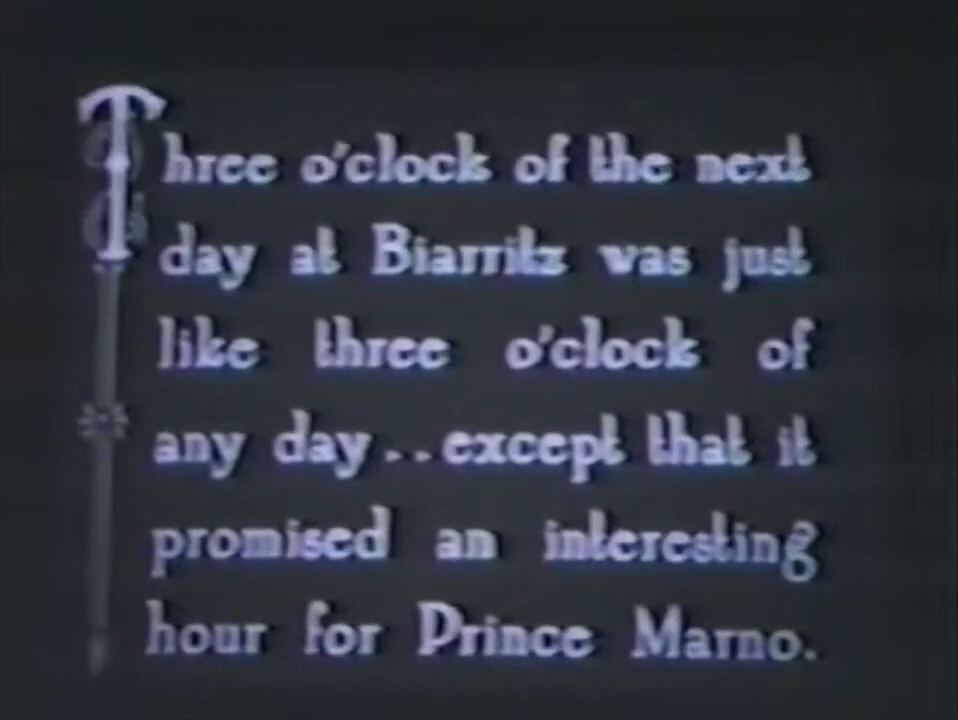 Three o'clock of the next
day at Biarritz was just
like three o'clock of
any day..except that it
promised an interesting
hour for Prince Marno.